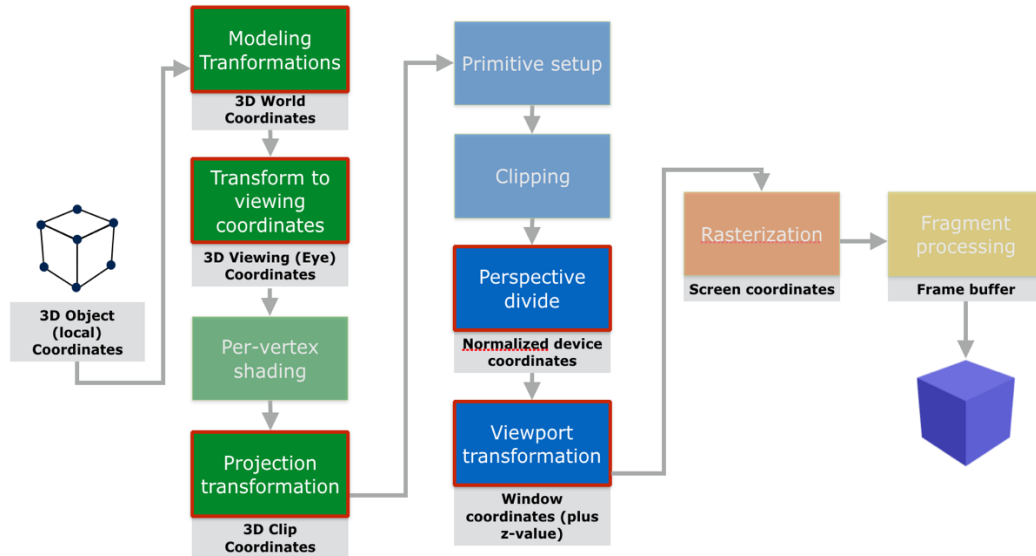 3D Object
(local)
Coordinates
Modeling
Tranformations
3D World
Coordinates
Transform to
viewing
coordinates
3D Viewing (Eye)
Coordinates
Per-vertex
shading
Projection
transformation
3D Clip
Coordinates
Primitive setup
Clipping
Perspective
divide
Normalized device
coordinates
Viewport
transformation
Window
coordinates (plus
z-value)
Rasterization
Screen coordinates
Fragment
processing
Frame buffer